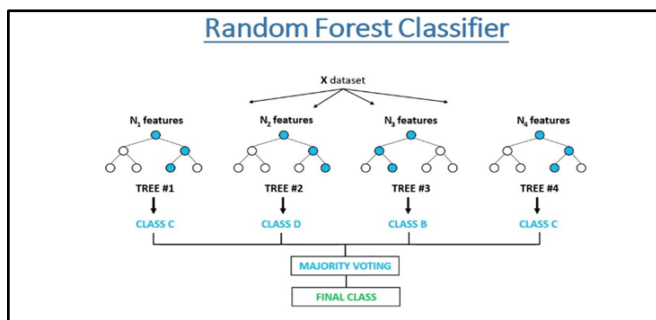 Random Forest Classifier
X dataset
N1 features N2 features N3 features N4 features
TREE #1 TREE #2 TREE #3 TREE #4
CLASS C CLASS D CLASS B CLASS C
MAJORITY VOTING
FINAL CLASS